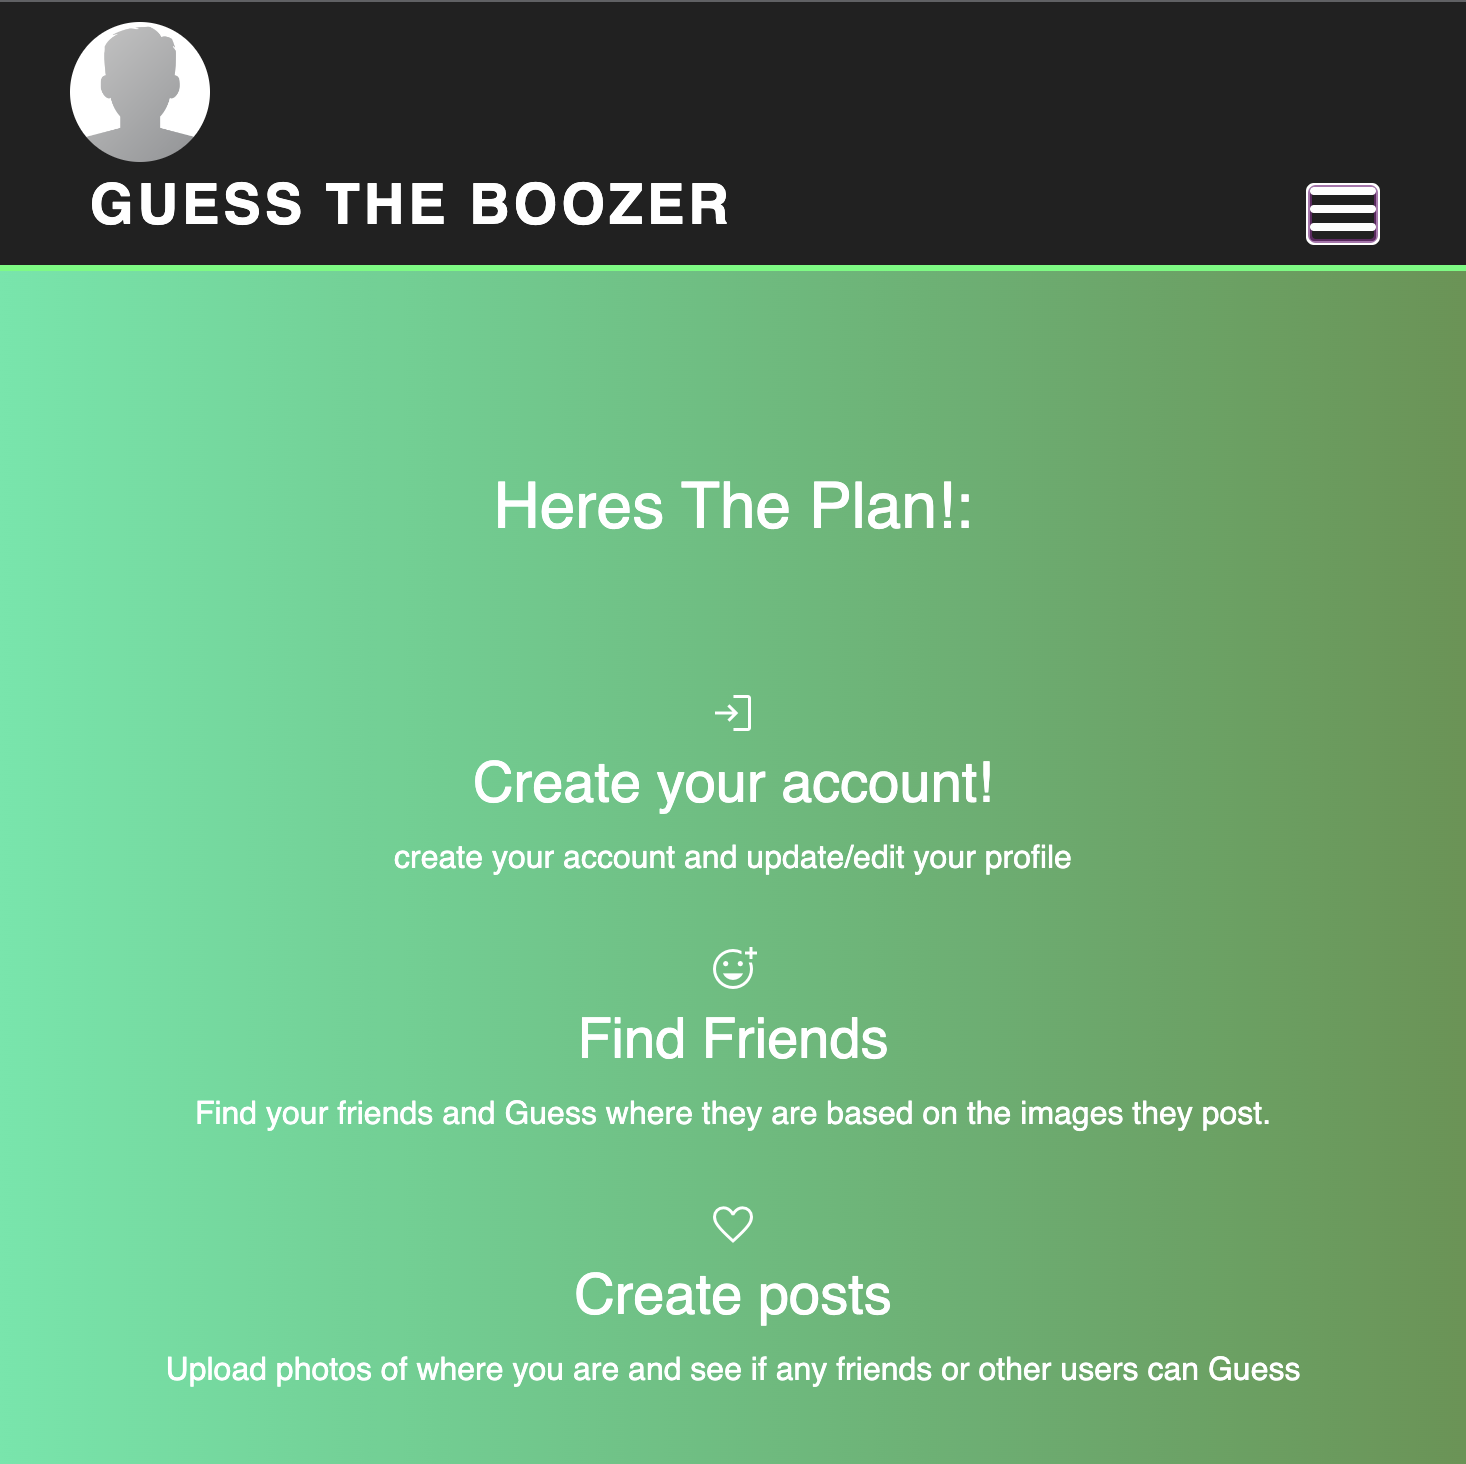 GUESS THE BOOZER
Heres The Plan!:
Create your account!
create your account and update/edit your profile
Find Friends
Find your friends and Guess where they are based on the images they post.
Create posts
Upload photos of where you are and see if any friends or other users can Guess